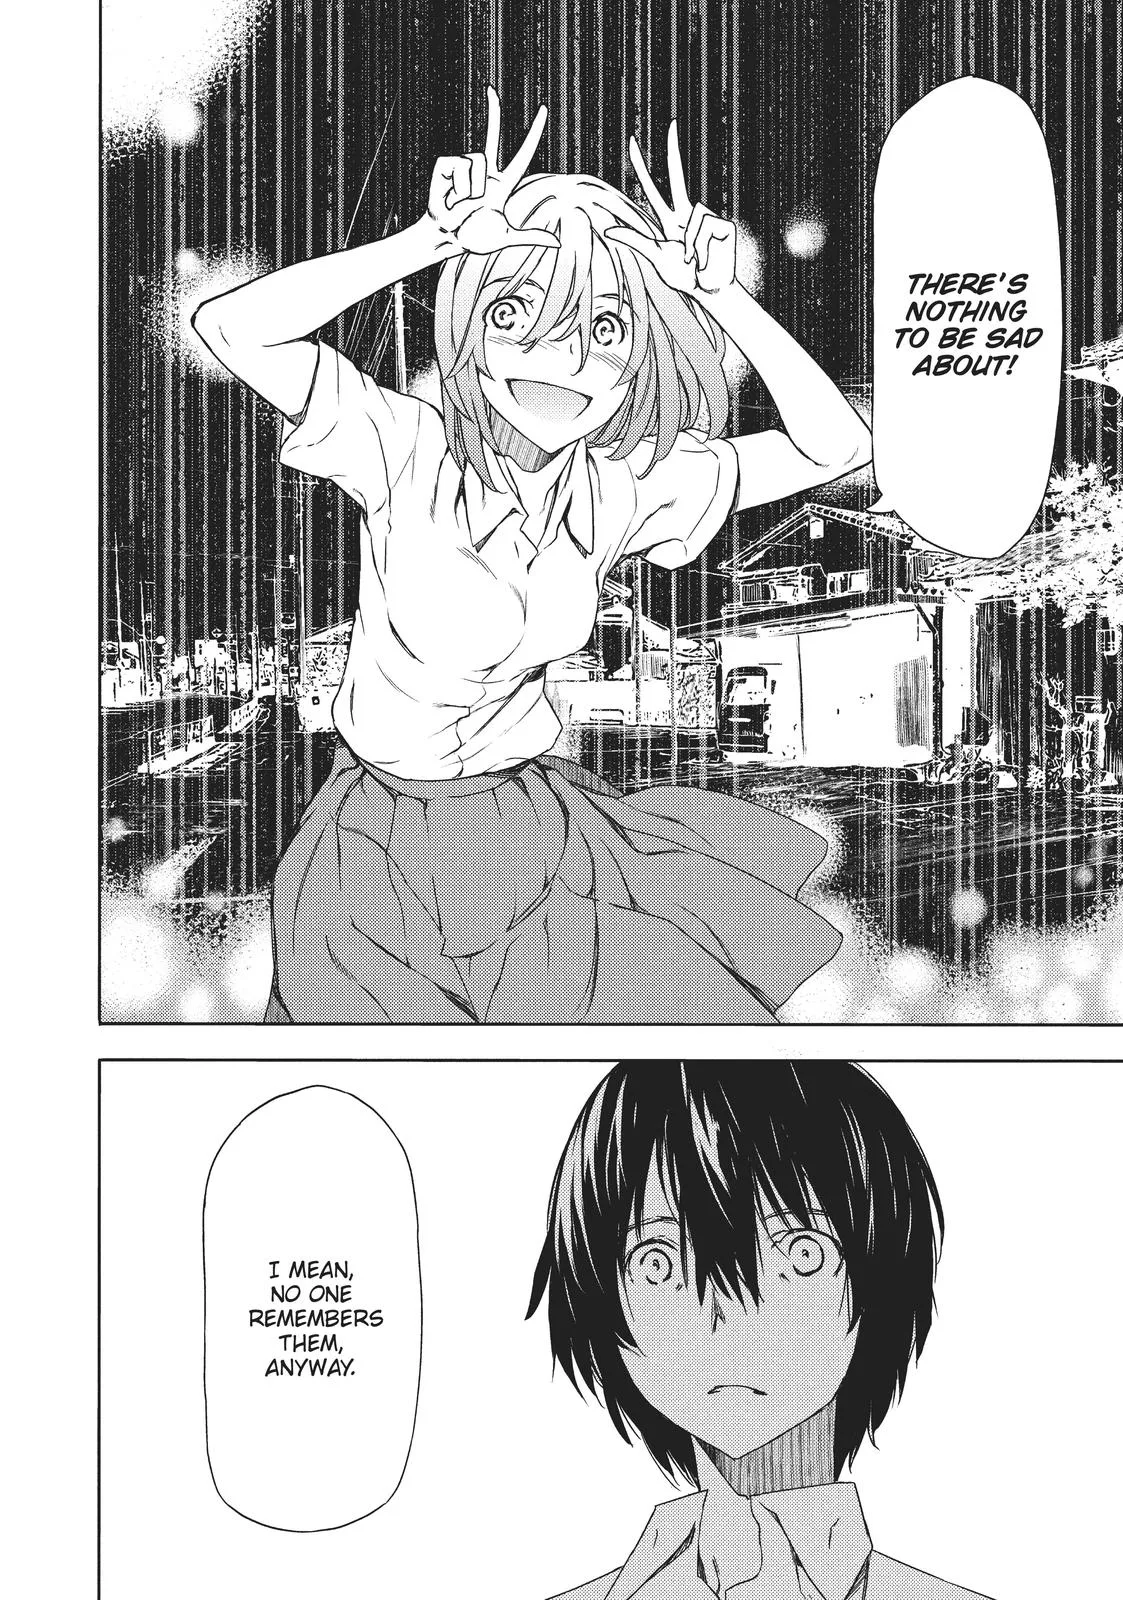 THERE'S
NOTHING
TO BE SAD
ABOUT!
I MEAN,
NO ONE
REMEMBERS
THEM,
ANYWAY.